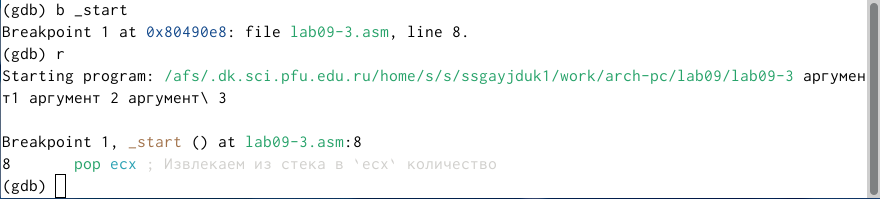 (gdb) b _start
Breakpoint 1 at 0x80490e8: file lab09-3.asm, line 8.
(gdb) r
Starting program: /afs/.dk.sci.pfu.edu.ru/home/s/s/ssgayjduk1/work/arch-pc/lab09/lab09-3 аргумен
т1 аргумент 2 аргумент\ 3
Breakpoint 1, _start () at lab09-3.asm:8
8 pop ecx ; Извлекаем из стека в `ecx` количество
(gdb)